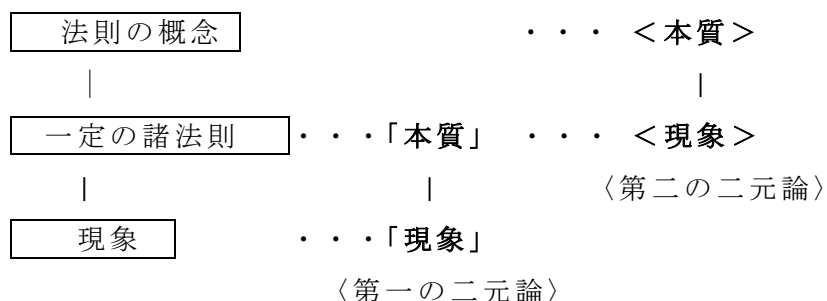 法則の概念 ・・・ ＜本質＞
｜ ｜
一定の諸法則 ・・・「本質」 ・・・ ＜現象＞
｜ ｜ 〈第二の二元論〉
現象 ・・・「現象」
〈第一の二元論〉